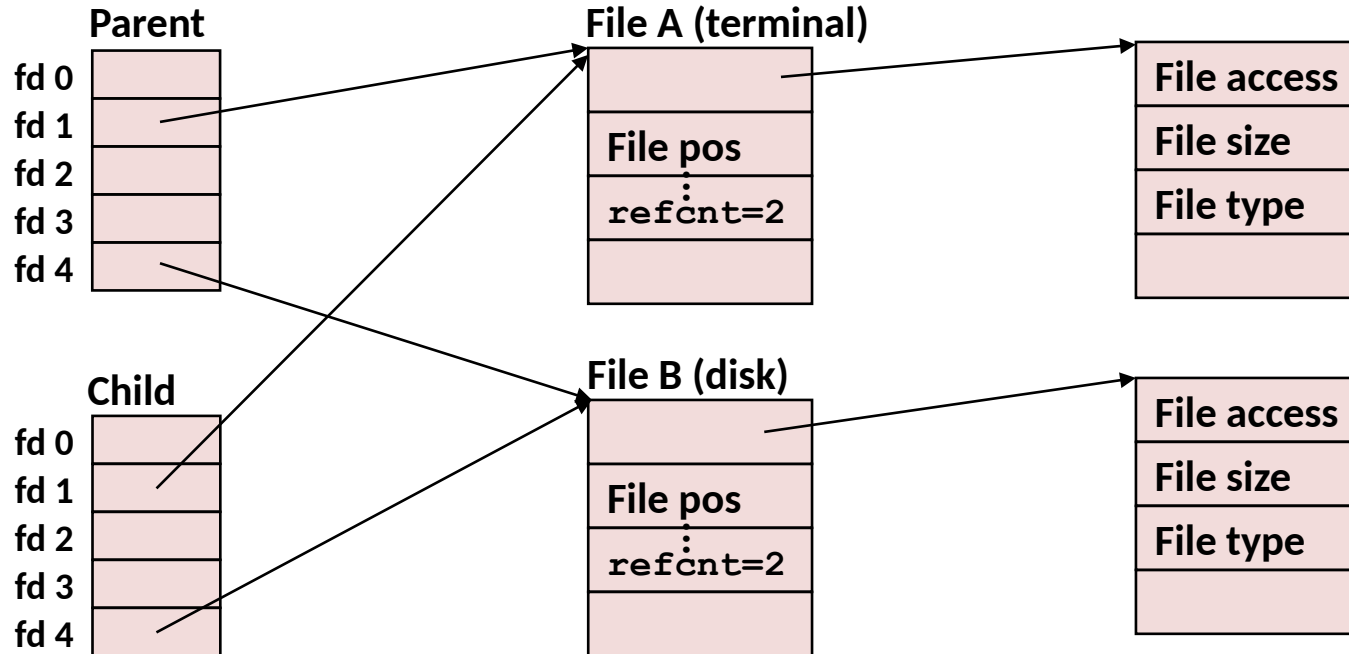 Parent
fd 0
fd 1
fd 2
fd 3
fd 4
Child
fd 0
fd 1
fd 2
fd 3
fd 4
File A (terminal)
File pos
refcnt=2
File B (disk)
File pos
refcnt=2
File access
File size
File type
File access
File size
File type